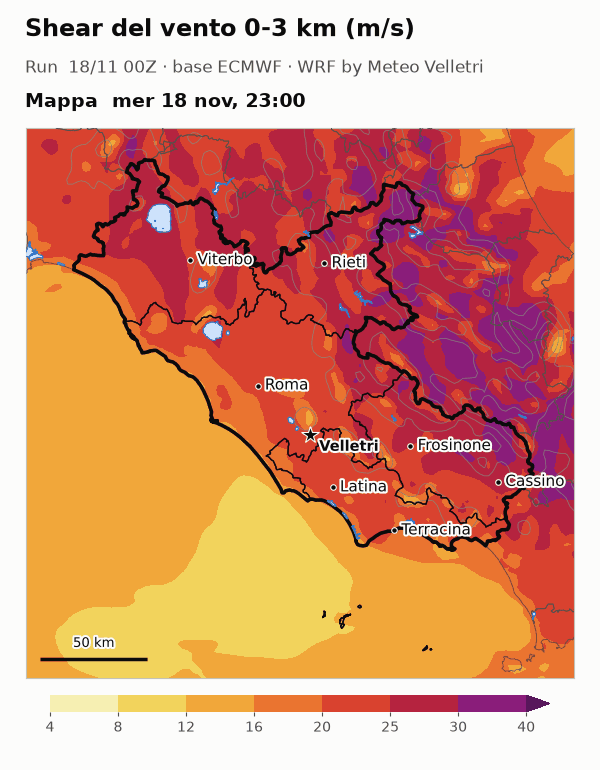 Shear del vento 0-3 km (m/s)
Run 18/11 00Z · base ECMWF · WRF by Meteo Velletri
Mappa mer 18 nov, 23:00
Viterbo
Rieti
Roma
Velletri
Frosinone
Latina
Cassino
Terracina
50 km
4 8 12 16 20 25 30 40